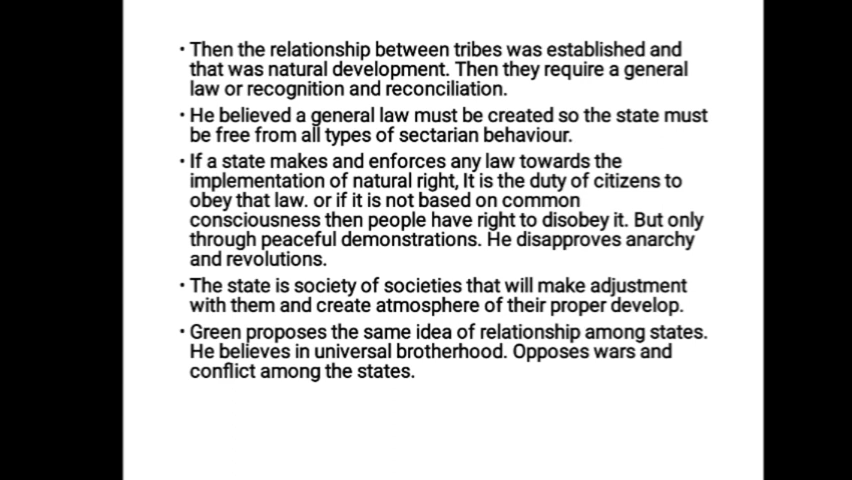 • Then the relationship between tribes was established and
that was natural development. Then they require a general
law or recognition and reconciliation.
• He believed a general law must be created so the state must
be free from all types of sectarian behaviour.
• If a state makes and enforces any law towards the
implementation of natural right, It is the duty of citizens to
obey that law. or if it is not based on common
consciousness then people have right to disobey it. But only
through peaceful demonstrations. He disapproves anarchy
and revolutions.
• The state is society of societies that will make adjustment
with them and create atmosphere of their proper develop.
• Green proposes the same idea of relationship among states.
He believes in universal brotherhood. Opposes wars and
conflict among the states.